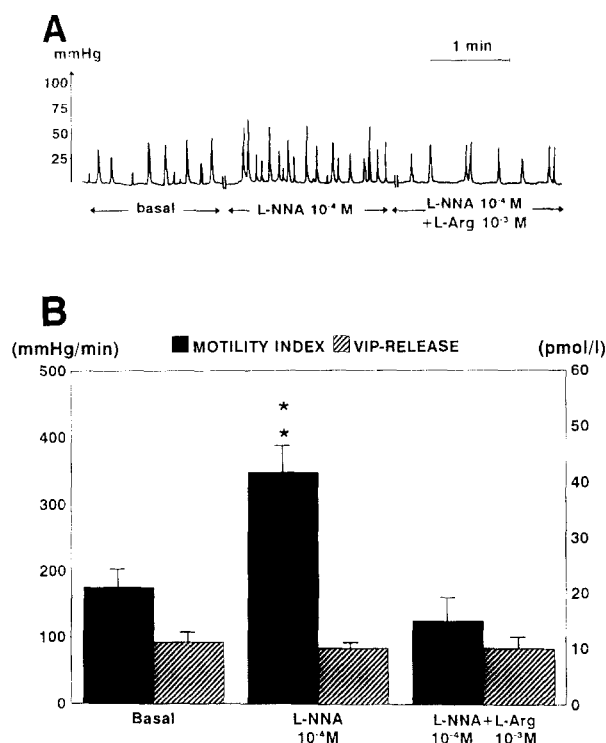 A
mmHg
1 min
100
75
50
25
basal
L-NNA 10⁻⁴ M
L-NNA 10⁻⁴ M
+L-Arg 10⁻³ M
B
(mmHg/min)
MOTILITY INDEX
VIP-RELEASE
(pmol/l)
500
400
300
200
100
0
60
50
40
30
20
10
0
* 
*
Basal
L-NNA
10⁻⁴M
L-NNA+L-Arg
10⁻⁴M 10⁻³M